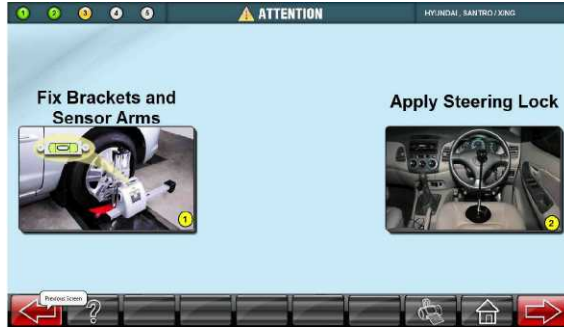 1 2 3 4 5
ATTENTION
HYUNDAI, SANTRO / XING
Fix Brackets and
Sensor Arms
Apply Steering Lock
1
2
Previous Screen
?